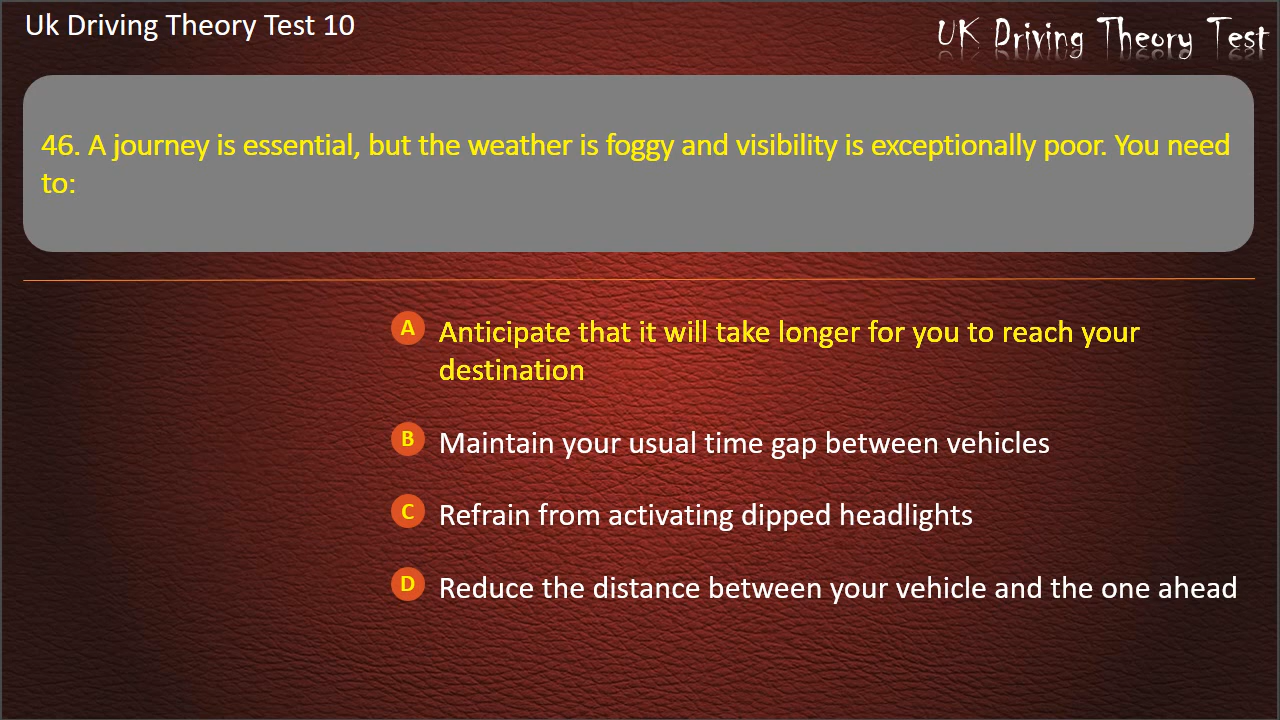 Uk Driving Theory Test 10
UK Driving Theory Test
46. A journey is essential, but the weather is foggy and visibility is exceptionally poor. You need
to:
A Anticipate that it will take longer for you to reach your
destination
B Maintain your usual time gap between vehicles
C Refrain from activating dipped headlights
D Reduce the distance between your vehicle and the one ahead